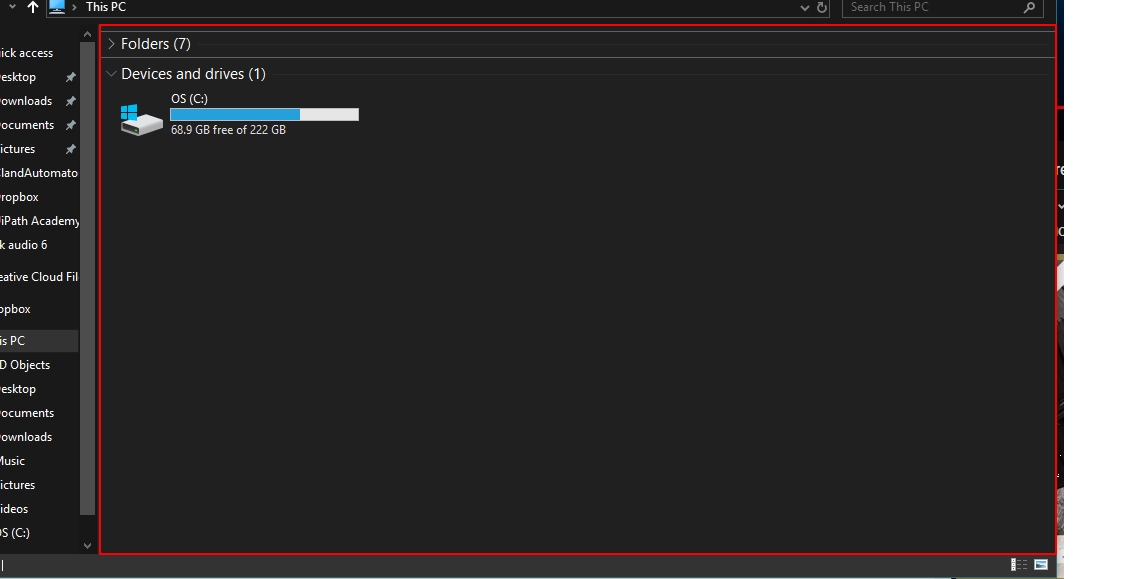 This PC
Search This PC
ick access
esktop
ownloads
ocuments
ictures
landAutomato
ropbox
iPath Academy
k audio 6
eative Cloud Fil
opbox
is PC
D Objects
esktop
ocuments
ownloads
Music
ictures
ideos
OS (C:)
Folders (7)
Devices and drives (1)
OS (C:)
68.9 GB free of 222 GB